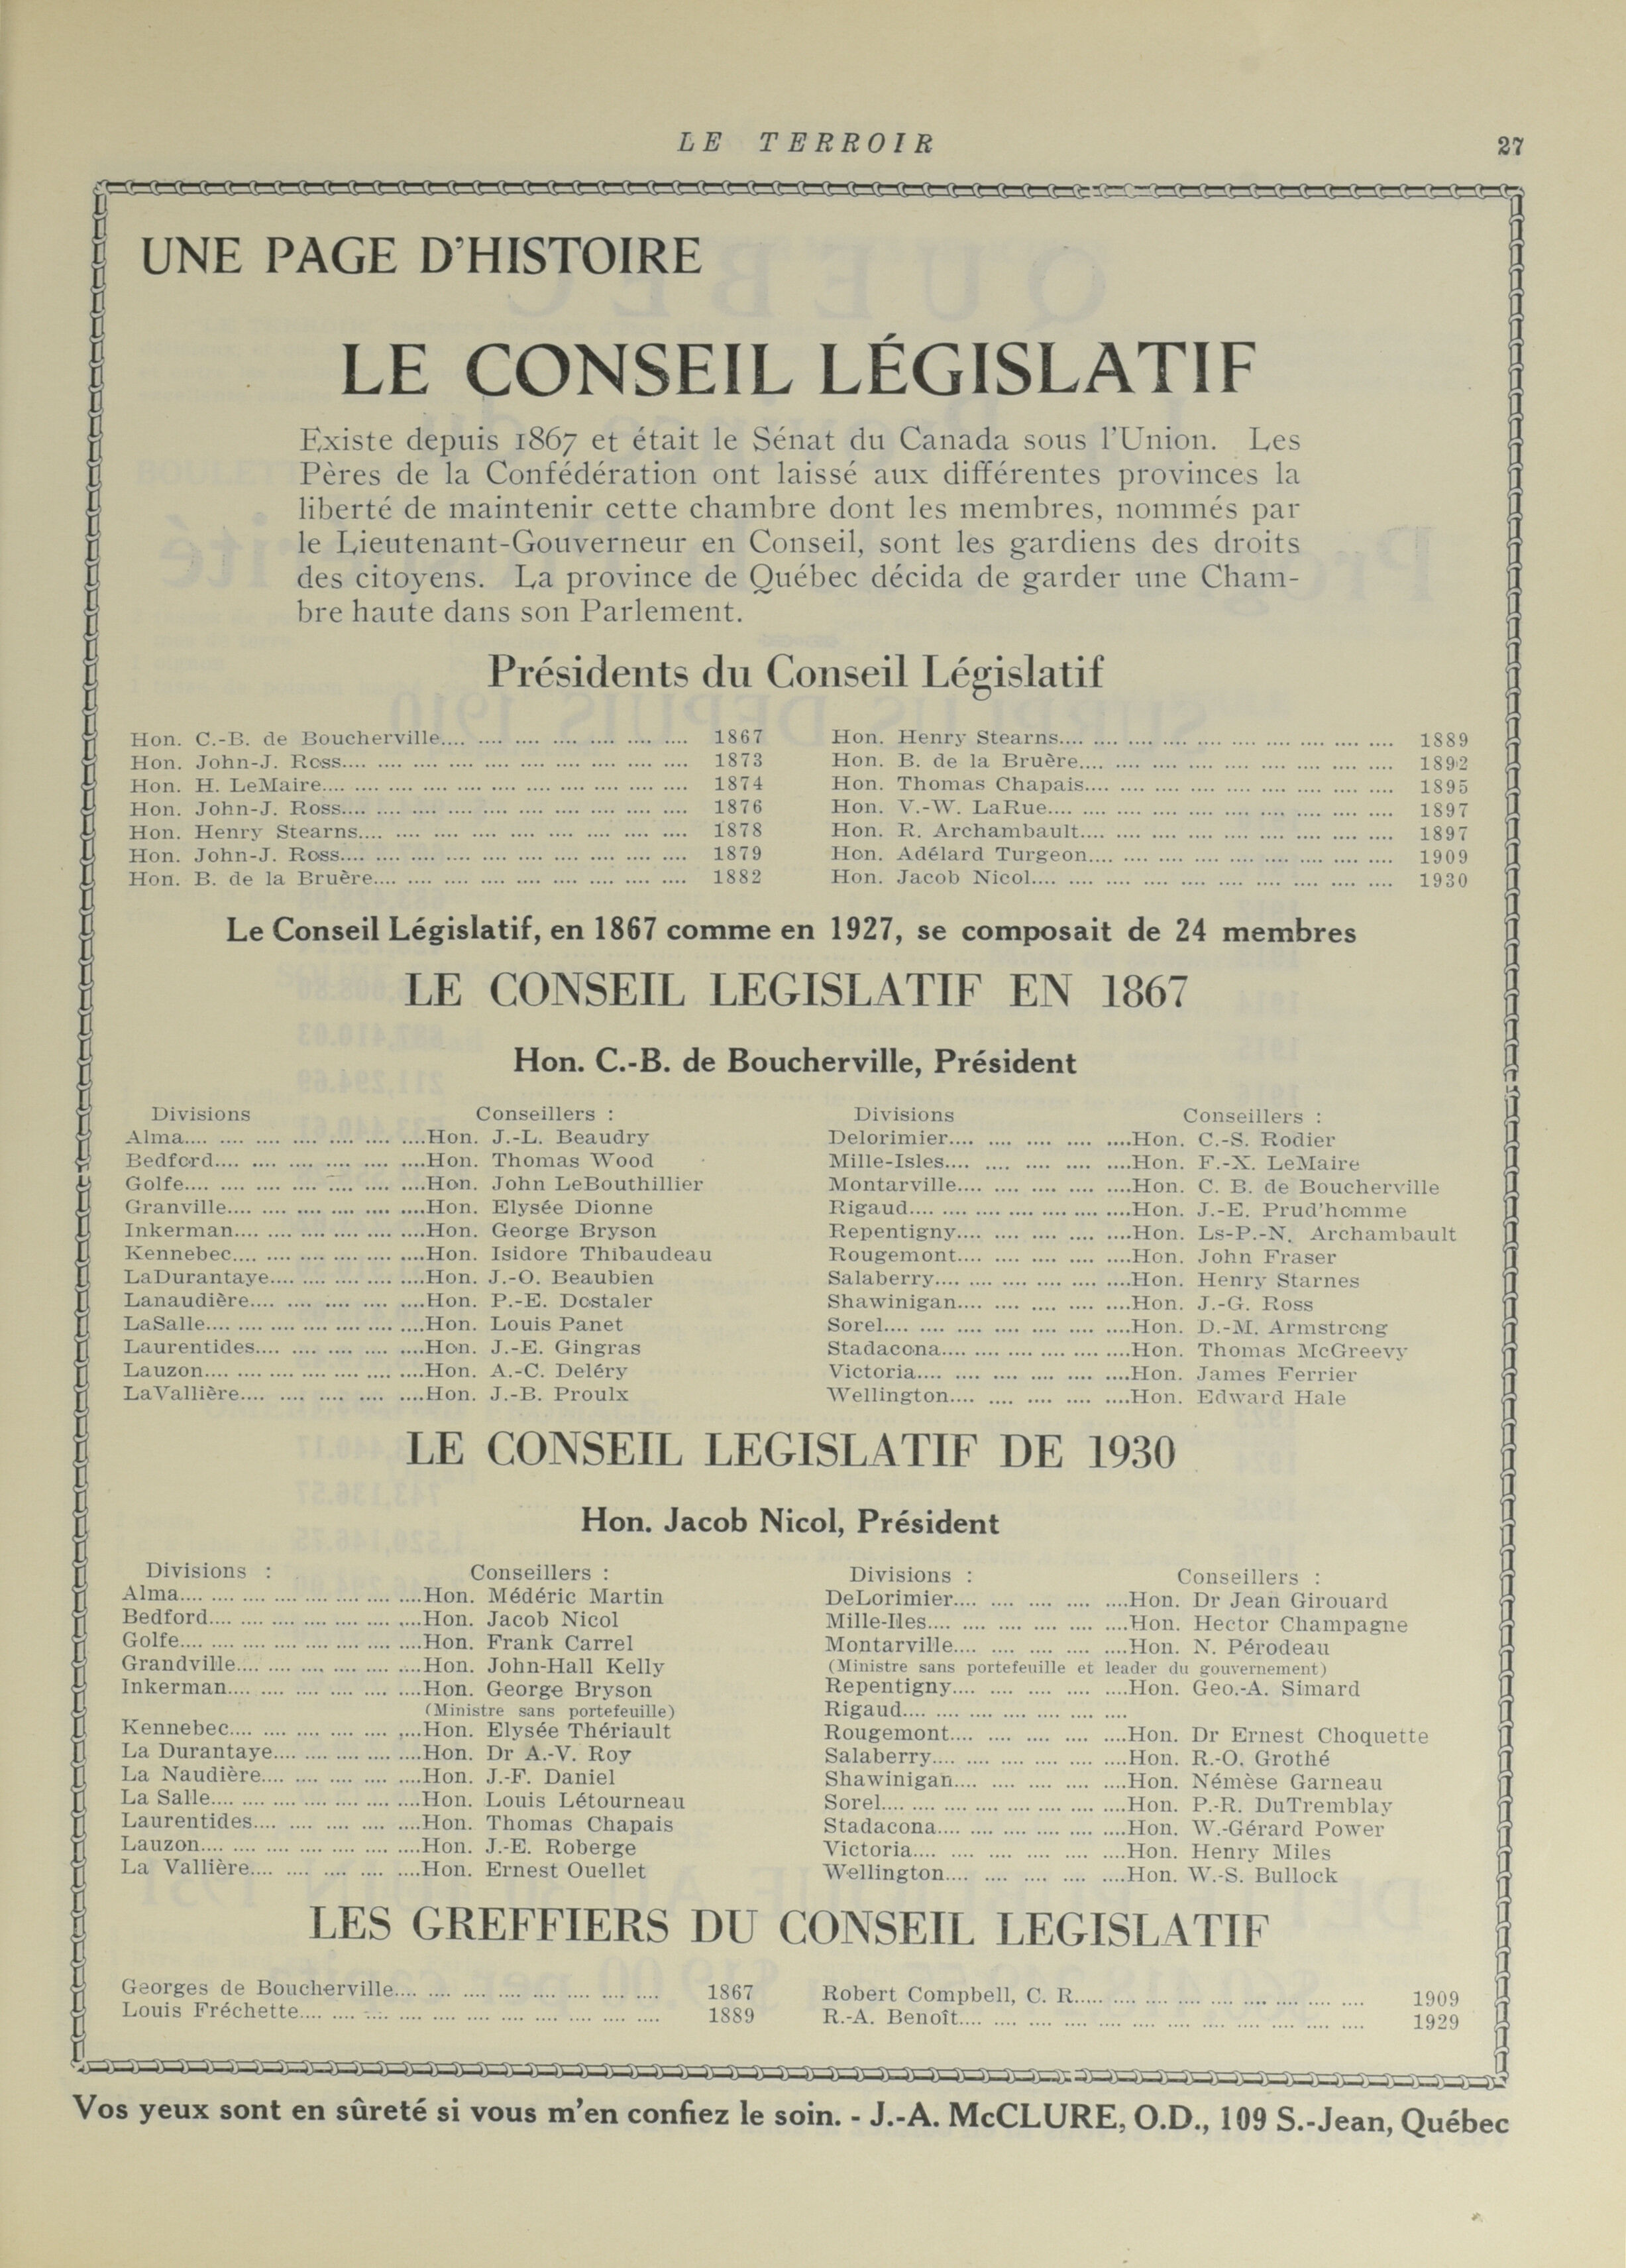 LE TERROIR
27
UNE PAGE D'HISTOIRE
LE CONSEIL LÉGISLATIF
Existe depuis 1867 et était le Sénat du Canada sous l'Union. Les
Pères de la Confédération ont laissé aux différentes provinces la
liberté de maintenir cette chambre dont les membres, nommés par
le Lieutenant-Gouverneur en Conseil, sont les gardiens des droits
des citoyens. La province de Québec décida de garder une Cham-
bre haute dans son Parlement.
Présidents du Conseil Législatif
Hon. C.-B. de Boucherville.... .... .... .... .... .... .... 1867
Hon. John-J. Ross.... .... .... .... .... .... .... .... .... .... 1873
Hon. H. LeMaire.... .... .... .... .... .... .... .... .... .... 1874
Hon. John-J. Ross.... .... .... .... .... .... .... .... .... .... 1876
Hon. Henry Stearns.... .... .... .... .... .... .... .... .... 1878
Hon. John-J. Ross.... .... .... .... .... .... .... .... .... .... 1879
Hon. B. de la Bruère.... .... .... .... .... .... .... .... .... 1882
Hon. Henry Stearns.... .... .... .... .... .... .... .... .... .... 1889
Hon. B. de la Bruère.... .... .... .... .... .... .... .... .... 1892
Hon. Thomas Chapais.... .... .... .... .... .... .... .... .... 1895
Hon. V.-W. LaRue.... .... .... .... .... .... .... .... .... .... 1897
Hon. R. Archambault.... .... .... .... .... .... .... .... .... 1897
Hon. Adélard Turgeon.... .... .... .... .... .... .... .... .... 1909
Hon. Jacob Nicol.... .... .... .... .... .... .... .... .... .... 1930
Le Conseil Législatif, en 1867 comme en 1927, se composait de 24 membres
LE CONSEIL LEGISLATIF EN 1867
Hon. C.-B. de Boucherville, Président
Divisions Conseillers :
Alma.... .... .... .... .... .... ....Hon. J.-L. Beaudry
Bedford.... .... .... .... .... ....Hon. Thomas Wood
Golfe.... .... .... .... .... .... ....Hon. John LeBouthillier
Granville.... .... .... .... .... ....Hon. Elysée Dionne
Inkerman.... .... .... .... .... ....Hon. George Bryson
Kennebec.... .... .... .... .... ....Hon. Isidore Thibaudeau
LaDurantaye.... .... .... .... ....Hon. J.-O. Beaubien
Lanaudière.... .... .... .... ....Hon. P.-E. Dostaler
LaSalle.... .... .... .... .... .... ....Hon. Louis Panet
Laurentides.... .... .... .... ....Hon. J.-E. Gingras
Lauzon.... .... .... .... .... .... ....Hon. A.-C. Deléry
LaVallière.... .... .... .... ....Hon. J.-B. Proulx
Divisions Conseillers :
Delorimier.... .... .... .... ....Hon. C.-S. Rodier
Mille-Isles.... .... .... .... ....Hon. F.-X. LeMaire
Montarville.... .... .... .... ....Hon. C. B. de Boucherville
Rigaud.... .... .... .... .... .... ....Hon. J.-E. Prud'homme
Repentigny.... .... .... .... ....Hon. Ls-P.-N. Archambault
Rougemont.... .... .... .... ....Hon. John Fraser
Salaberry.... .... .... .... .... ....Hon. Henry Starnes
Shawinigan.... .... .... .... ....Hon. J.-G. Ross
Sorel.... .... .... .... .... .... ....Hon. D.-M. Armstrong
Stadacona.... .... .... .... .... ....Hon. Thomas McGreevy
Victoria.... .... .... .... .... ....Hon. James Ferrier
Wellington.... .... .... .... ....Hon. Edward Hale
LE CONSEIL LEGISLATIF DE 1930
Hon. Jacob Nicol, Président
Divisions : Conseillers :
Alma.... .... .... .... .... .... ....Hon. Médéric Martin
Bedford.... .... .... .... .... ....Hon. Jacob Nicol
Golfe.... .... .... .... .... .... ....Hon. Frank Carrel
Grandville.... .... .... .... .... ....Hon. John-Hall Kelly
Inkerman.... .... .... .... .... ....Hon. George Bryson
(Ministre sans portefeuille)
Kennebec.... .... .... .... .... ....Hon. Elysée Thériault
La Durantaye.... .... .... .... ....Hon. Dr A.-V. Roy
La Naudière.... .... .... .... ....Hon. J.-F. Daniel
La Salle.... .... .... .... .... .... ....Hon. Louis Létourneau
Laurentides.... .... .... .... ....Hon. Thomas Chapais
Lauzon.... .... .... .... .... .... ....Hon. J.-E. Roberge
La Vallière.... .... .... .... ....Hon. Ernest Ouellet
Divisions : Conseillers :
DeLorimier.... .... .... .... ....Hon. Dr Jean Girouard
Mille-Iles.... .... .... .... .... ....Hon. Hector Champagne
Montarville.... .... .... .... ....Hon. N. Pérodeau
(Ministre sans portefeuille et leader du gouvernement)
Repentigny.... .... .... .... ....Hon. Geo.-A. Simard
Rigaud.... .... .... .... .... .... ....
Rougemont.... .... .... .... ....Hon. Dr Ernest Choquette
Salaberry.... .... .... .... .... ....Hon. R.-O. Grothé
Shawinigan.... .... .... .... ....Hon. Némèse Garneau
Sorel.... .... .... .... .... .... ....Hon. P.-R. DuTremblay
Stadacona.... .... .... .... .... ....Hon. W.-Gérard Power
Victoria.... .... .... .... .... ....Hon. Henry Miles
Wellington.... .... .... .... ....Hon. W.-S. Bullock
LES GREFFIERS DU CONSEIL LEGISLATIF
Georges de Boucherville.... .... .... .... .... .... .... .... 1867
Louis Fréchette.... .... .... .... .... .... .... .... .... .... .... 1889
Robert Compbell, C. R..... .... .... .... .... .... .... .... .... 1909
R.-A. Benoît.... .... .... .... .... .... .... .... .... .... .... .... 1929
Vos yeux sont en sûreté si vous m'en confiez le soin. - J.-A. McCLURE, O.D., 109 S.-Jean, Québec